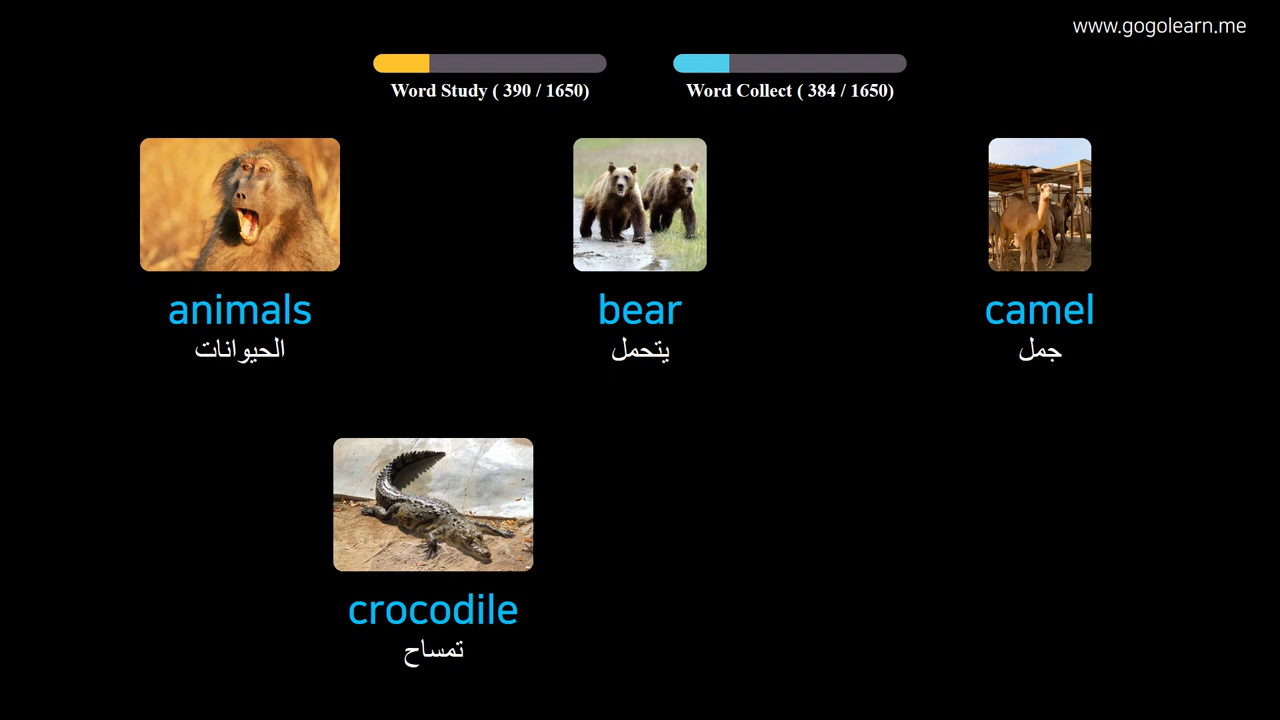 www.gogolearn.me
Word Study ( 390 / 1650)
Word Collect ( 384 / 1650)
animals
الحيوانات
bear
يتحمل
camel
جمل
crocodile
تمساح